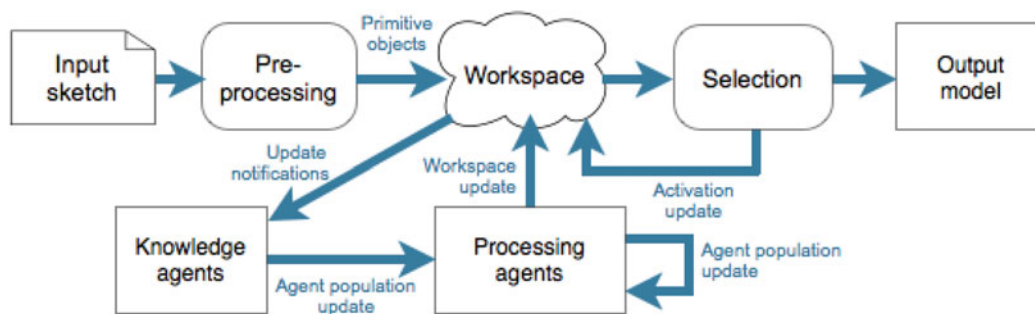 Primitive
objects
Input
sketch
Pre-
processing
Workspace
Selection
Output
model
Update
notifications
Workspace
update
Activation
update
Knowledge
agents
Agent population
update
Processing
agents
Agent population
update